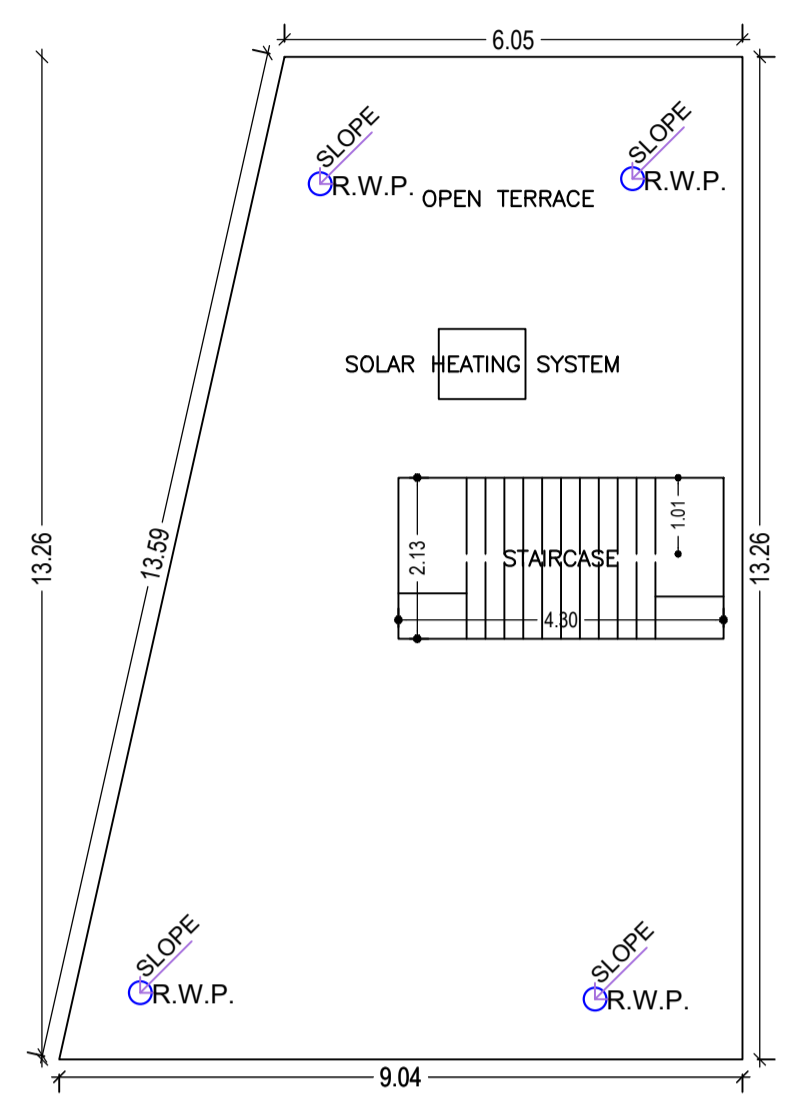 6.05
SLOPE
R.W.P.
SLOPE
R.W.P.
OPEN TERRACE
SOLAR HEATING SYSTEM
13.26
13.59
2.13
STAIRCASE
1.01
13.26
4.30
SLOPE
R.W.P.
SLOPE
R.W.P.
9.04